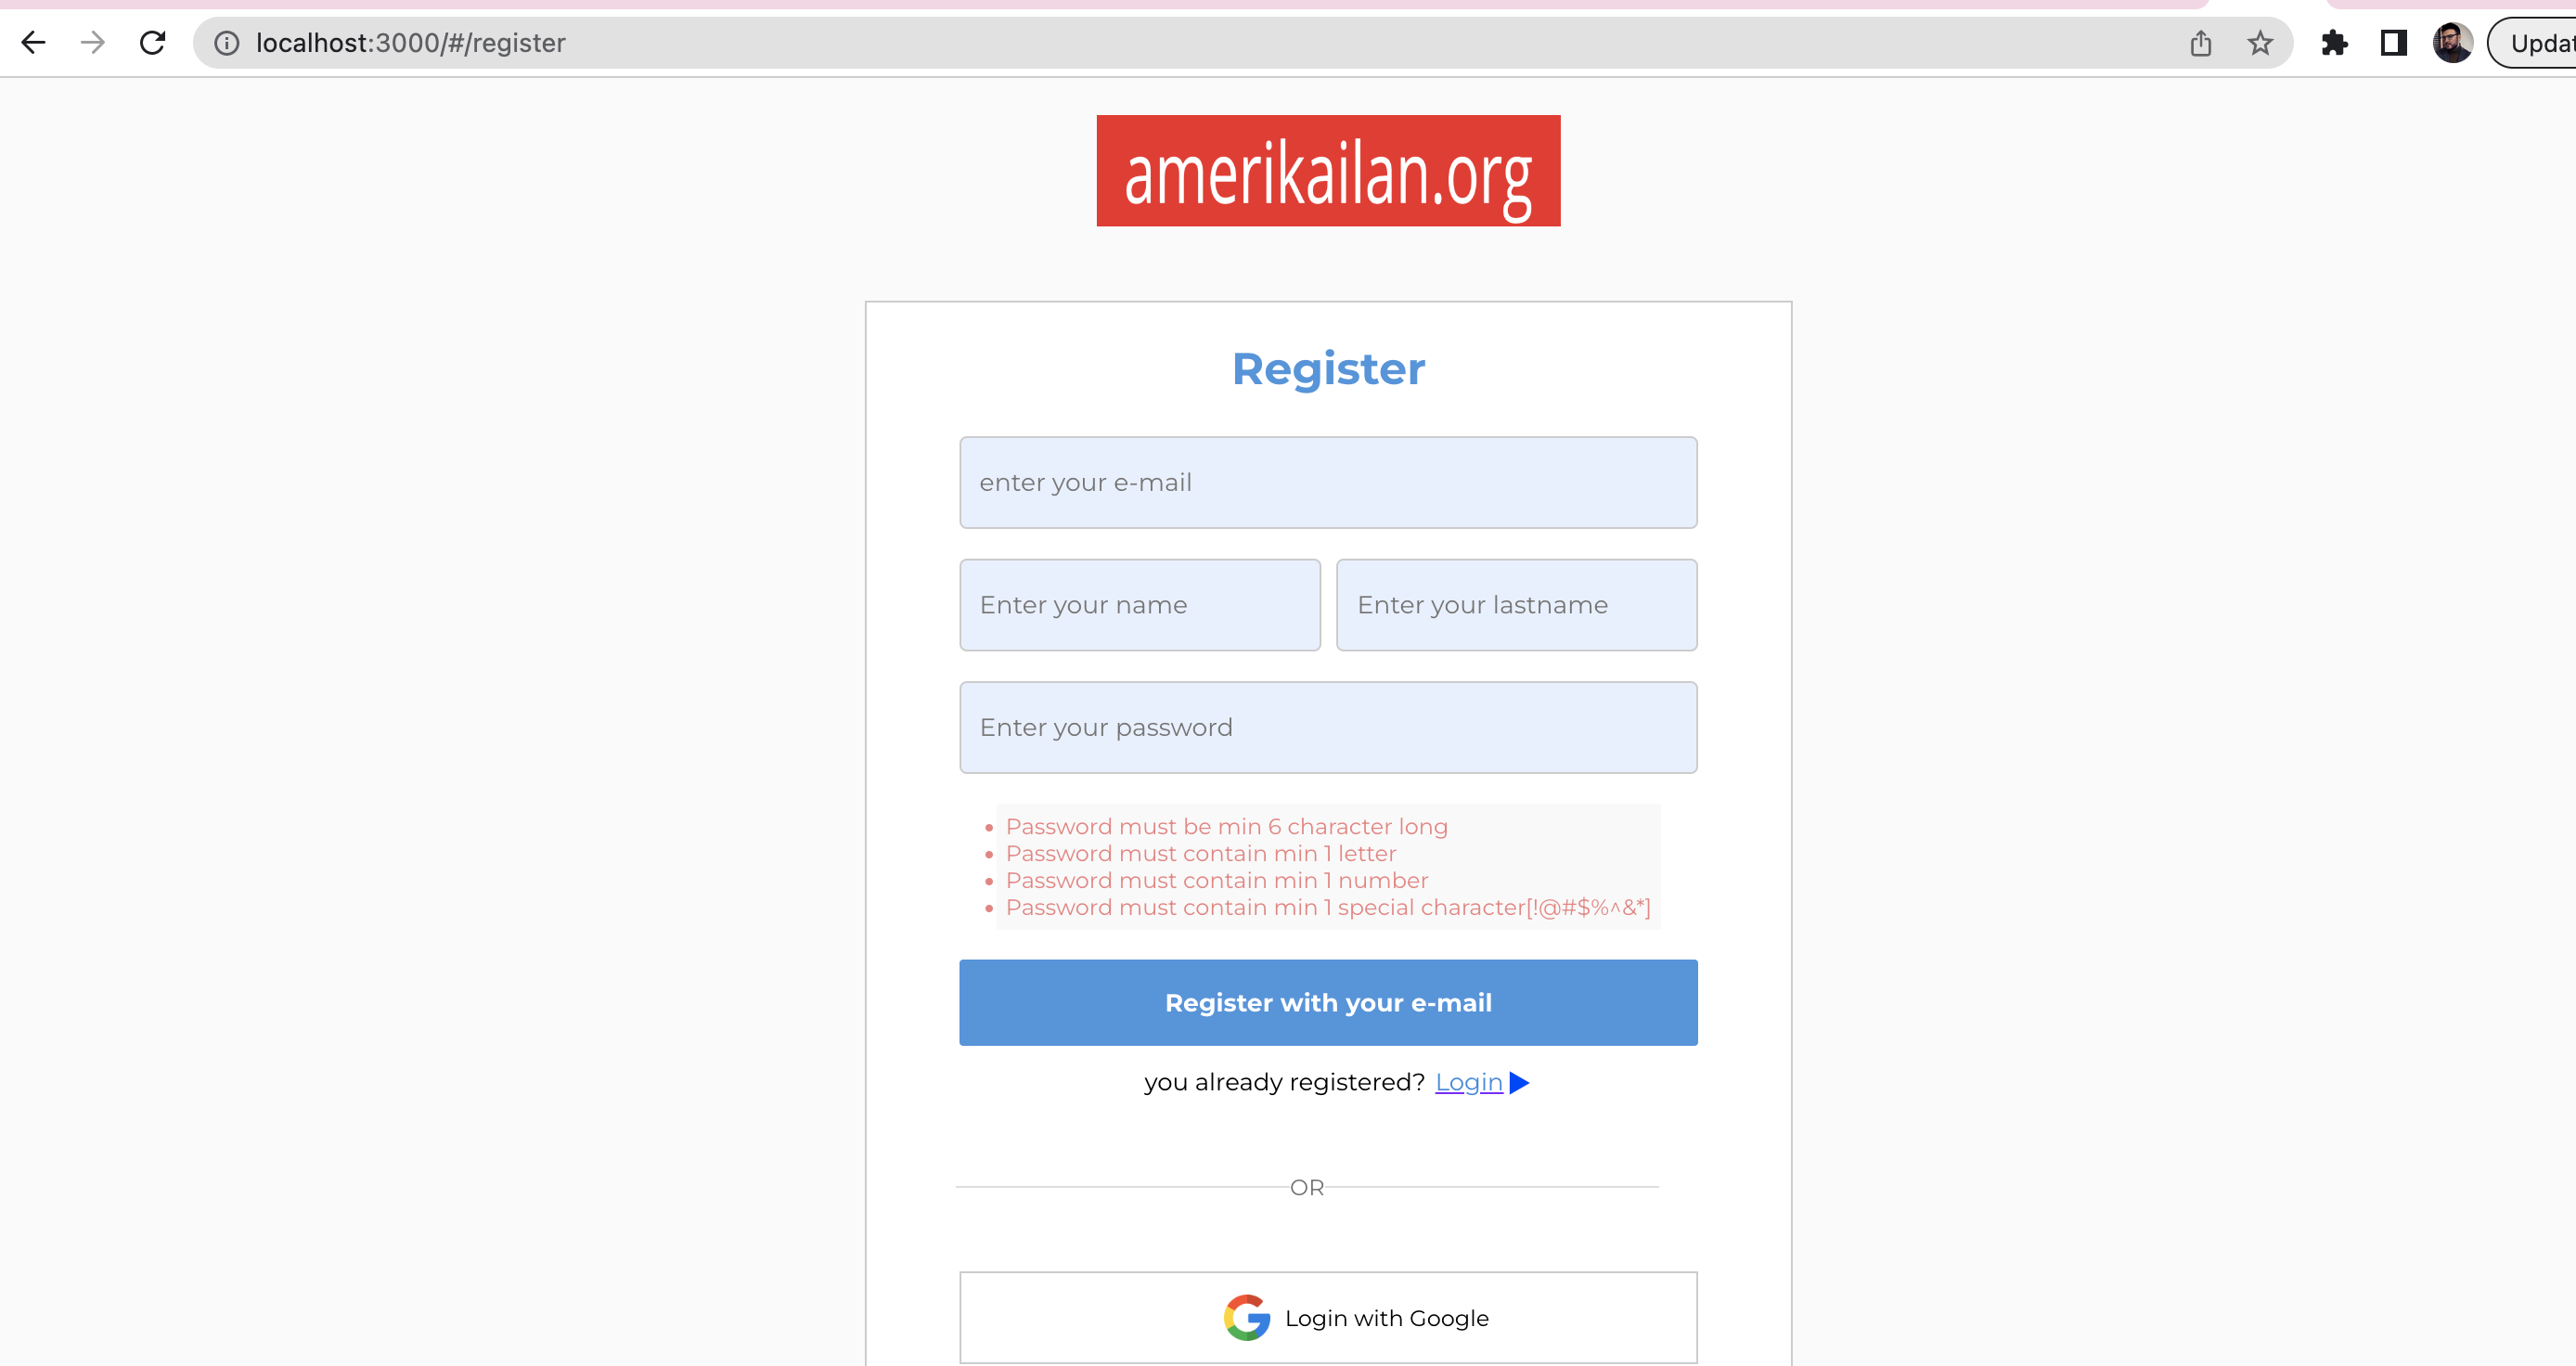 localhost:3000/#/register
Updat
amerikailan.org
Register
enter your e-mail
Enter your name
Enter your lastname
Enter your password
Password must be min 6 character long
Password must contain min 1 letter
Password must contain min 1 number
Password must contain min 1 special character[!@#$%^&*]
Register with your e-mail
you already registered? Login
OR
Login with Google